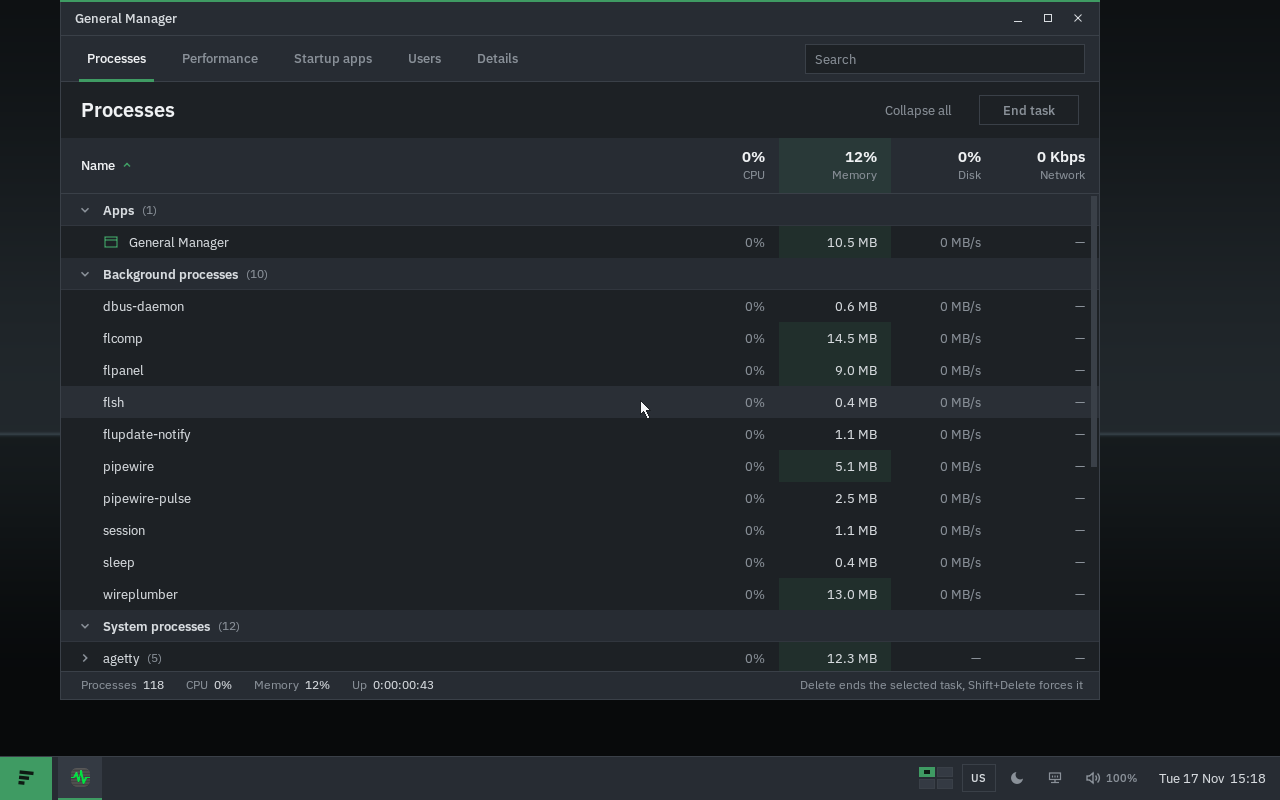 General Manager
Processes Performance Startup apps Users Details Search
Processes Collapse all End task
Name 0% CPU 12% Memory 0% Disk 0 Kbps Network
Apps (1)
General Manager 0% 10.5 MB 0 MB/s —
Background processes (10)
dbus-daemon 0% 0.6 MB 0 MB/s —
flcomp 0% 14.5 MB 0 MB/s —
flpanel 0% 9.0 MB 0 MB/s —
flsh 0% 0.4 MB 0 MB/s —
flupdate-notify 0% 1.1 MB 0 MB/s —
pipewire 0% 5.1 MB 0 MB/s —
pipewire-pulse 0% 2.5 MB 0 MB/s —
session 0% 1.1 MB 0 MB/s —
sleep 0% 0.4 MB 0 MB/s —
wireplumber 0% 13.0 MB 0 MB/s —
System processes (12)
agetty (5) 0% 12.3 MB — —
Processes 118 CPU 0% Memory 12% Up 0:00:00:43 Delete ends the selected task, Shift+Delete forces it
US 100% Tue 17 Nov 15:18